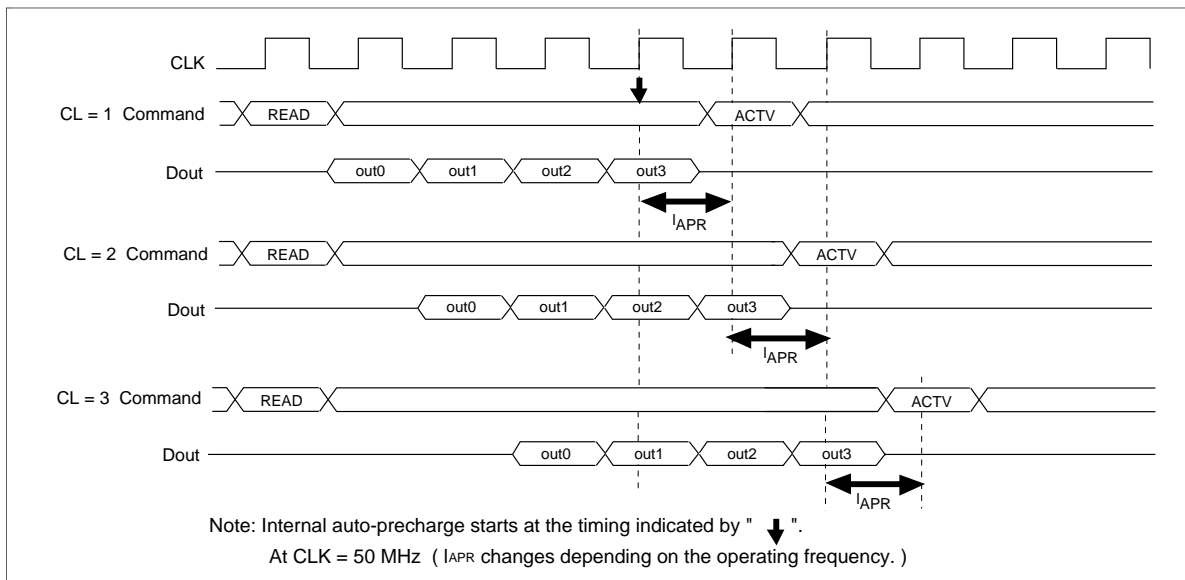 CLK
CL = 1 Command READ ACTV
Dout out0 out1 out2 out3
lAPR
CL = 2 Command READ ACTV
Dout out0 out1 out2 out3
lAPR
CL = 3 Command READ ACTV
Dout out0 out1 out2 out3
lAPR
Note: Internal auto-precharge starts at the timing indicated by " ".
At CLK = 50 MHz ( lAPR changes depending on the operating frequency. )